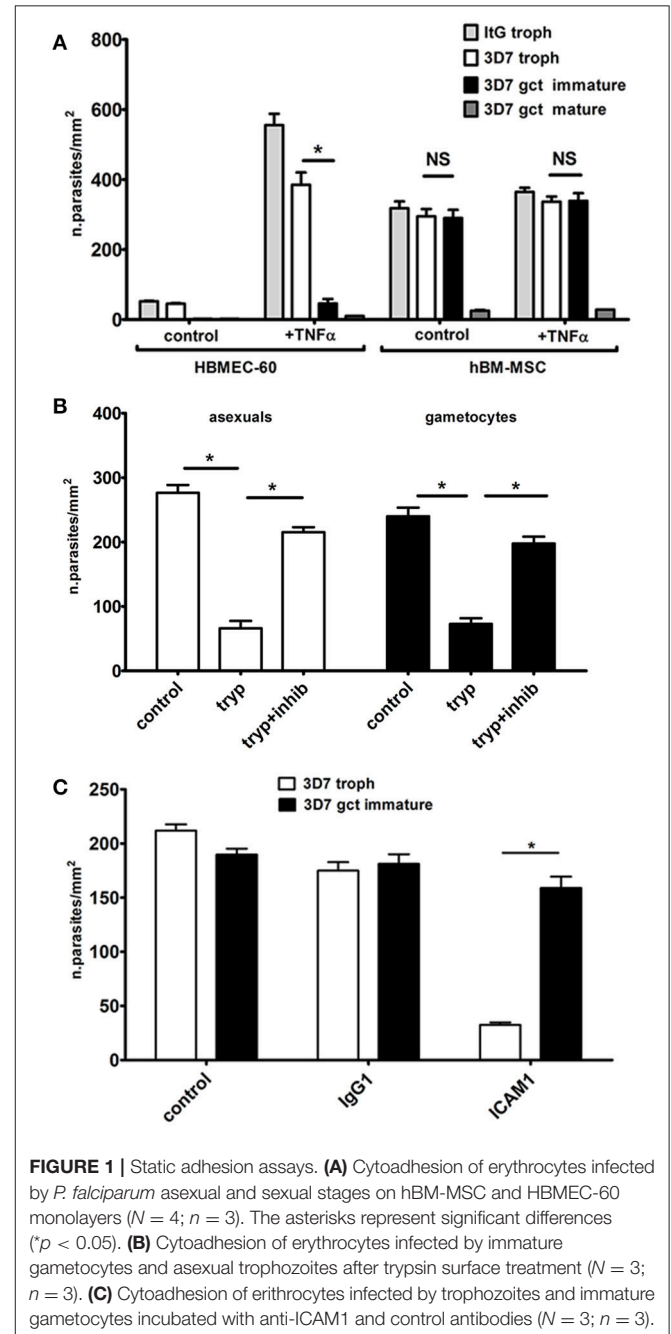 A
800
600
400
200
0
n.parasites/mm²
ItG troph
3D7 troph
3D7 gct immature
3D7 gct mature
*
NS
NS
control
+TNFα
control
+TNFα
HBMEC-60
hBM-MSC
B
400
300
200
100
0
n.parasites/mm²
asexuals
gametocytes
*
*
*
*
control
tryp
tryp+inhib
control
tryp
tryp+inhib
C
250
200
150
100
50
0
n.parasites/mm²
3D7 troph
3D7 gct immature
*
control
IgG1
ICAM1
FIGURE 1 | Static adhesion assays. (A) Cytoadhesion of erythrocytes infected
by P. falciparum asexual and sexual stages on hBM-MSC and HBMEC-60
monolayers (N = 4; n = 3). The asterisks represent significant differences
(*p < 0.05). (B) Cytoadhesion of erythrocytes infected by immature
gametocytes and asexual trophozoites after trypsin surface treatment (N = 3;
n = 3). (C) Cytoadhesion of erithrocytes infected by trophozoites and immature
gametocytes incubated with anti-ICAM1 and control antibodies (N = 3; n = 3).